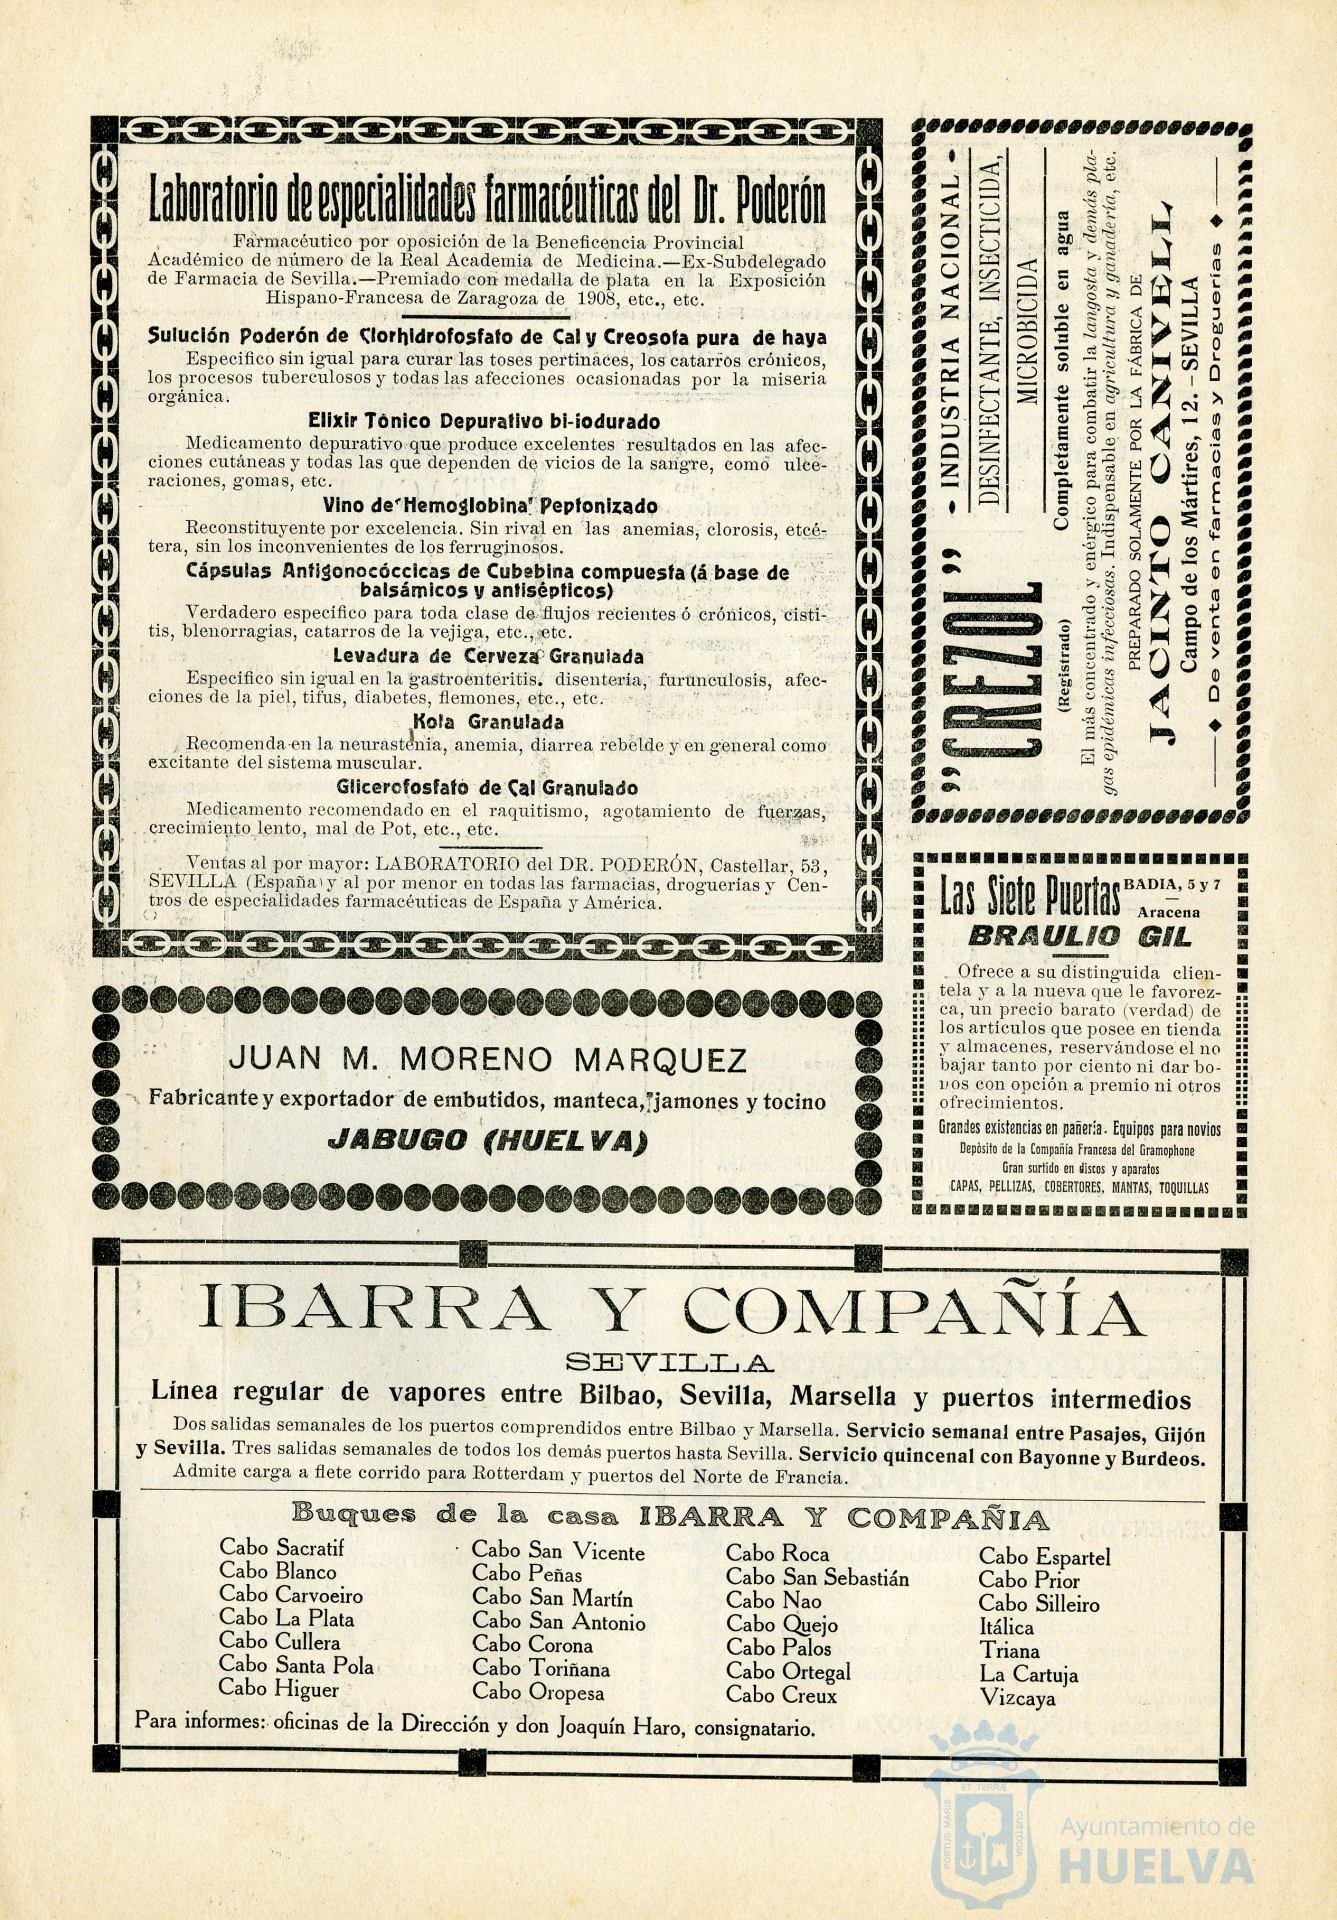 Laboratorio de especialidades farmacéuticas del Dr. Poderón
Farmacéutico por oposición de la Beneficencia Provincial
Académico de número de la Real Academia de Medicina.—Ex-Subdelegado
de Farmacia de Sevilla.—Premiado con medalla de plata en la Exposición
Hispano-Francesa de Zaragoza de 1908, etc., etc.
Sulución Poderón de Clorhidrofosfato de Cal y Creosota pura de haya
Especifico sin igual para curar las toses pertinaces, los catarros crónicos,
los procesos tuberculosos y todas las afecciones ocasionadas por la miseria
orgánica.
Elixir Tónico Depurativo bi-iodurado
Medicamento depurativo que produce excelentes resultados en las afec-
ciones cutáneas y todas las que dependen de vicios de la sangre, como ulce-
raciones, gomas, etc.
Vino de "Hemoglobina" Peptonizado
Reconstituyente por excelencia. Sin rival en las anemias, clorosis, etcé-
tera, sin los inconvenientes de los ferruginosos.
Cápsulas Antigonocóccicas de Cubebina compuesta (á base de
balsámicos y antisépticos)
Verdadero especifico para toda clase de flujos recientes ó crónicos, cisti-
tis, blenorragias, catarros de la vejiga, etc., etc.
Levadura de Cerveza Granulada
Especifico sin igual en la gastroenteritis. disentería, furunculosis, afec-
ciones de la piel, tifus, diabetes, flemones, etc., etc.
Kola Granulada
Recomenda en la neurastenia, anemia, diarrea rebelde y en general como
excitante del sistema muscular.
Glicerofosfato de Cal Granulado
Medicamento recomendado en el raquitismo, agotamiento de fuerzas,
crecimiento lento, mal de Pot, etc., etc.
Ventas al por mayor: LABORATORIO del DR. PODERÓN, Castellar, 53,
SEVILLA (España) y al por menor en todas las farmacias, droguerías y Cen-
tros de especialidades farmacéuticas de España y América.
"CREZOL"
(Registrado)
- INDUSTRIA NACIONAL -
DESINFECTANTE, INSECTICIDA,
MICROBICIDA
Completamente soluble en agua
El más concentrado y enérgico para combatir la langosta y demás pla-
gas epidémicas infecciosas. Indispensable en agricultura y ganadería, etc.
PREPARADO SOLAMENTE POR LA FÁBRICA DE
JACINTO CANIVELL
Campo de los Mártires, 12.-SEVILLA
De venta en farmacias y Droguerías
Las Siete Puertas BADIA, 5 y 7
Aracena
BRAULIO GIL
Ofrece a su distinguida clien-
tela y a la nueva que le favorez-
ca, un precio barato (verdad) de
los artículos que posee en tienda
y almacenes, reservándose el no
bajar tanto por ciento ni dar bo-
nos con opción a premio ni otros
ofrecimientos.
Grandes existencias en pañería. Equipos para novios
Depósito de la Compañía Francesa del Gramophone
Gran surtido en discos y aparatos
CAPAS, PELLIZAS, COBERTORES, MANTAS, TOQUILLAS
JUAN M. MORENO MARQUEZ
Fabricante y exportador de embutidos, manteca, jamones y tocino
JABUGO (HUELVA)
IBARRA Y COMPAÑÍA
SEVILLA
Línea regular de vapores entre Bilbao, Sevilla, Marsella y puertos intermedios
Dos salidas semanales de los puertos comprendidos entre Bilbao y Marsella. Servicio semanal entre Pasajes, Gijón
y Sevilla. Tres salidas semanales de todos los demás puertos hasta Sevilla. Servicio quincenal con Bayonne y Burdeos.
Admite carga a flete corrido para Rotterdam y puertos del Norte de Francia.
Buques de la casa IBARRA Y COMPAÑIA
Cabo Sacratif
Cabo Blanco
Cabo Carvoeiro
Cabo La Plata
Cabo Cullera
Cabo Santa Pola
Cabo Higuer
Cabo San Vicente
Cabo Peñas
Cabo San Martín
Cabo San Antonio
Cabo Corona
Cabo Toriñana
Cabo Oropesa
Cabo Roca
Cabo San Sebastián
Cabo Nao
Cabo Quejo
Cabo Palos
Cabo Ortegal
Cabo Creux
Cabo Espartel
Cabo Prior
Cabo Silleiro
Itálica
Triana
La Cartuja
Vizcaya
Para informes: oficinas de la Dirección y don Joaquín Haro, consignatario.
PORTUS MARIS
ET TERRÆ
CUSTODIA
Ayuntamiento de
HUELVA